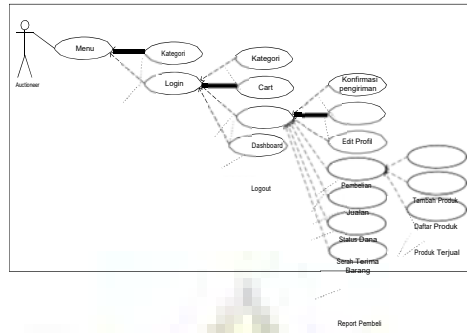 Menu
Kategori
Kategori
Auctioneer
Login
Cart
Konfirmasi
pengiriman
Dashboard
Edit Profil
Logout
Pembelian
Tambah Produk
Jualan
Status Dana
Daftar Produk
Serah Terima
Barang
Produk Terjual
Report Pembeli